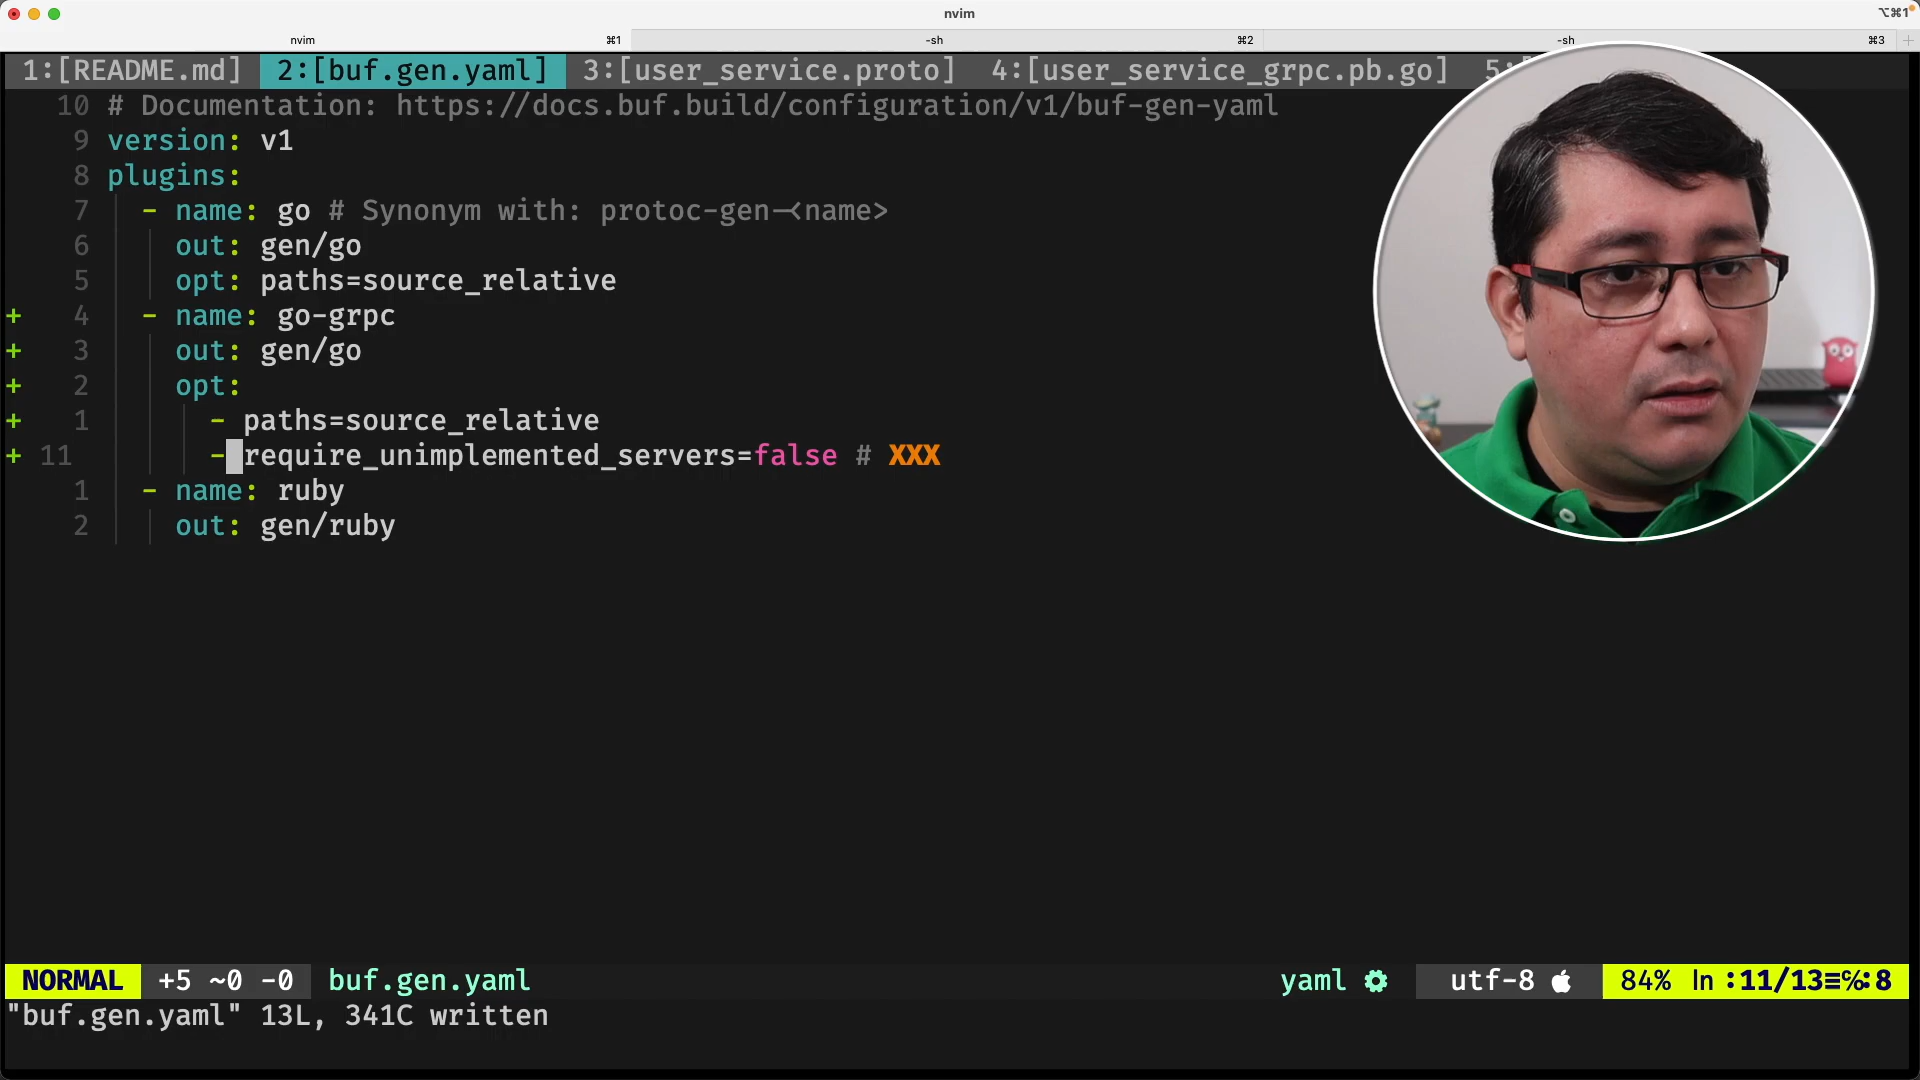 nvim
⌥⌘1
nvim ⌘1 -sh ⌘2 -sh ⌘3
1:[README.md] 2:[buf.gen.yaml] 3:[user_service.proto] 4:[user_service_grpc.pb.go] 5:[
10 # Documentation: https://docs.buf.build/configuration/v1/buf-gen-yaml
9 version: v1
8 plugins:
7 - name: go # Synonym with: protoc-gen-<name>
6 out: gen/go
5 opt: paths=source_relative
+ 4 - name: go-grpc
+ 3 out: gen/go
+ 2 opt:
+ 1 - paths=source_relative
+ 11 - require_unimplemented_servers=false # XXX
1 - name: ruby
2 out: gen/ruby
NORMAL +5 ~0 -0 buf.gen.yaml yaml utf-8 84% ln :11/13≡℅:8
"buf.gen.yaml" 13L, 341C written